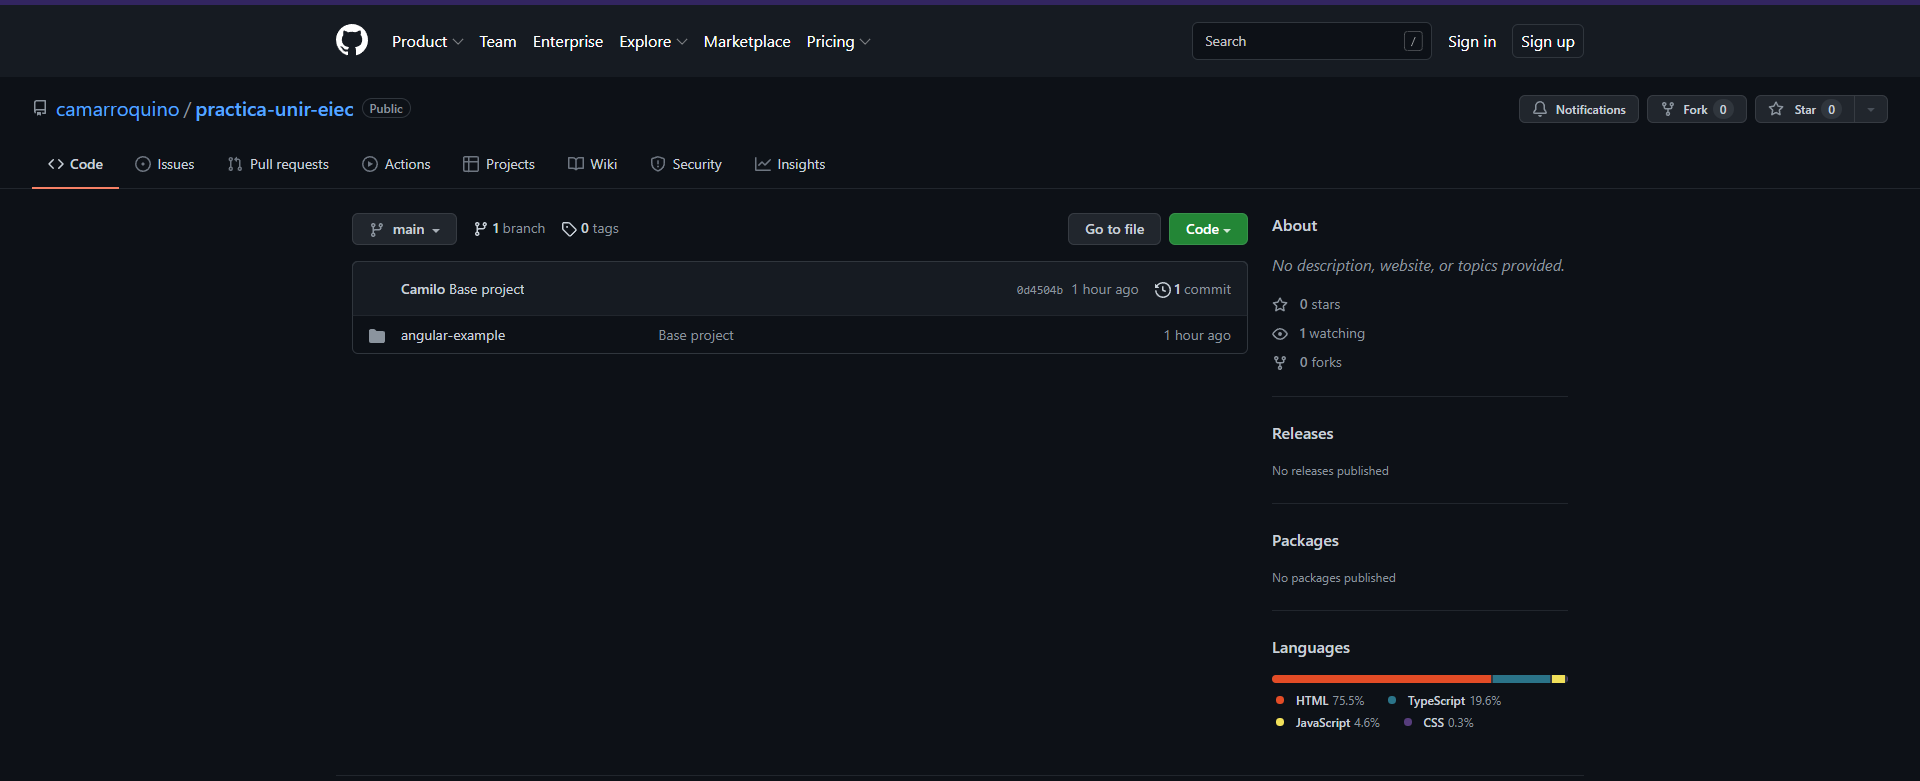 Product Team Enterprise Explore Marketplace Pricing Search / Sign in Sign up
camarroquino / practica-unir-eiec Public Notifications Fork 0 Star 0
Code Issues Pull requests Actions Projects Wiki Security Insights
main 1 branch 0 tags Go to file Code
Camilo Base project 0d4504b 1 hour ago 1 commit
angular-example Base project 1 hour ago
About
No description, website, or topics provided.
0 stars
1 watching
0 forks
Releases
No releases published
Packages
No packages published
Languages
HTML 75.5% TypeScript 19.6%
JavaScript 4.6% CSS 0.3%